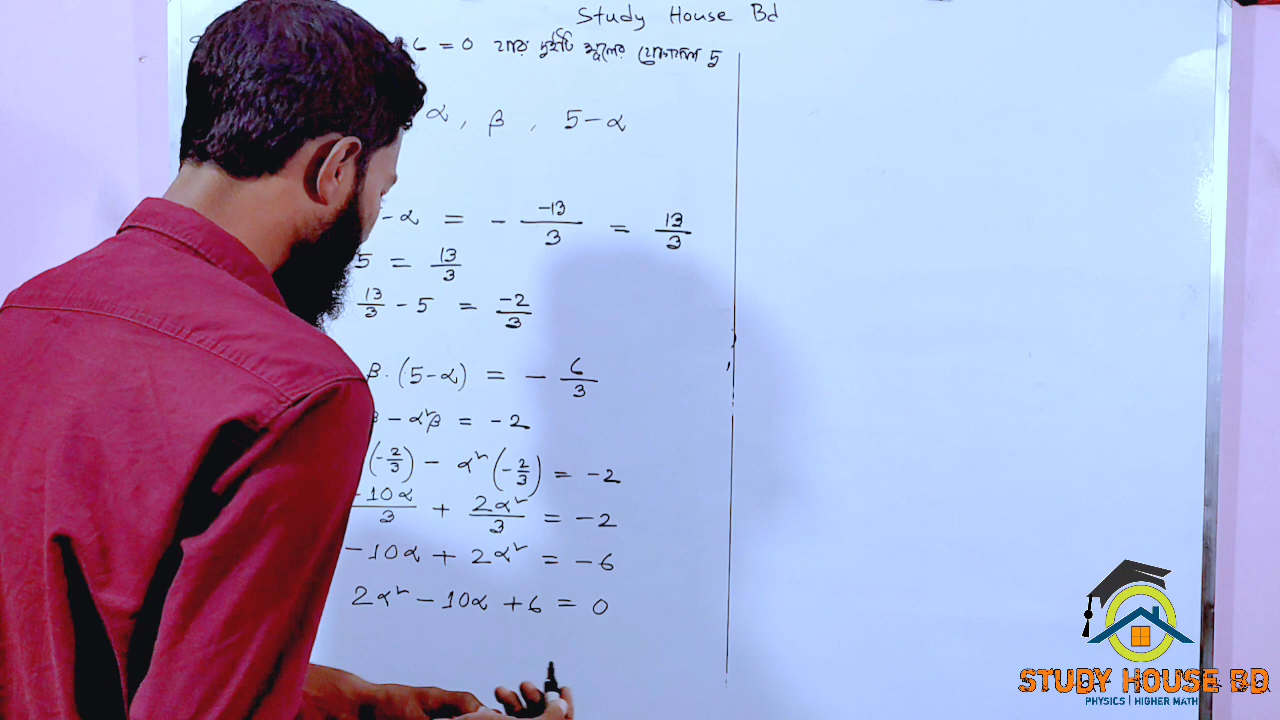 Study House Bd
6 = 0 যার দুইটি মূলের যোগফল 5
α, β, 5-α
-α = - -13/3 = 13/3
5 = 13/3
13/3 - 5 = -2/3
β.(5-α) = - 6/3
β - α²β = -2
(-2/3) - α² (-2/3) = -2
-10α/3 + 2α²/3 = -2
-10α + 2α² = -6
2α² - 10α + 6 = 0
STUDY HOUSE BD
PHYSICS | HIGHER MATH